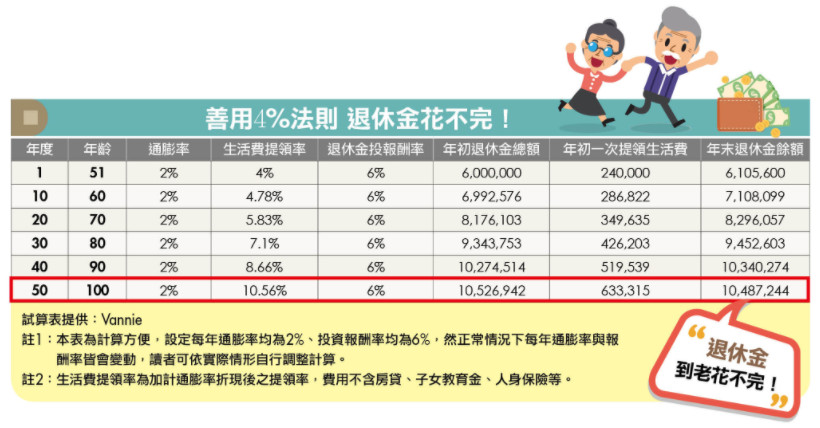 善用4%法則 退休金花不完！
年度 年齡 通膨率 生活費提領率 退休金投報酬率 年初退休金總額 年初一次提領生活費 年末退休金餘額
1 51 2% 4% 6% 6,000,000 240,000 6,105,600
10 60 2% 4.78% 6% 6,992,576 286,822 7,108,099
20 70 2% 5.83% 6% 8,176,103 349,635 8,296,057
30 80 2% 7.1% 6% 9,343,753 426,203 9,452,603
40 90 2% 8.66% 6% 10,274,514 519,539 10,340,274
50 100 2% 10.56% 6% 10,526,942 633,315 10,487,244
試算表提供：Vannie
註1：本表為計算方便，設定每年通膨率均為2%、投資報酬率均為6%，然正常情況下每年通膨率與報
酬率皆會變動，讀者可依實際情形自行調整計算。
註2：生活費提領率為加計通膨率折現後之提領率，費用不含房貸、子女教育金、人身保險等。
“退休金
到老花不完！”